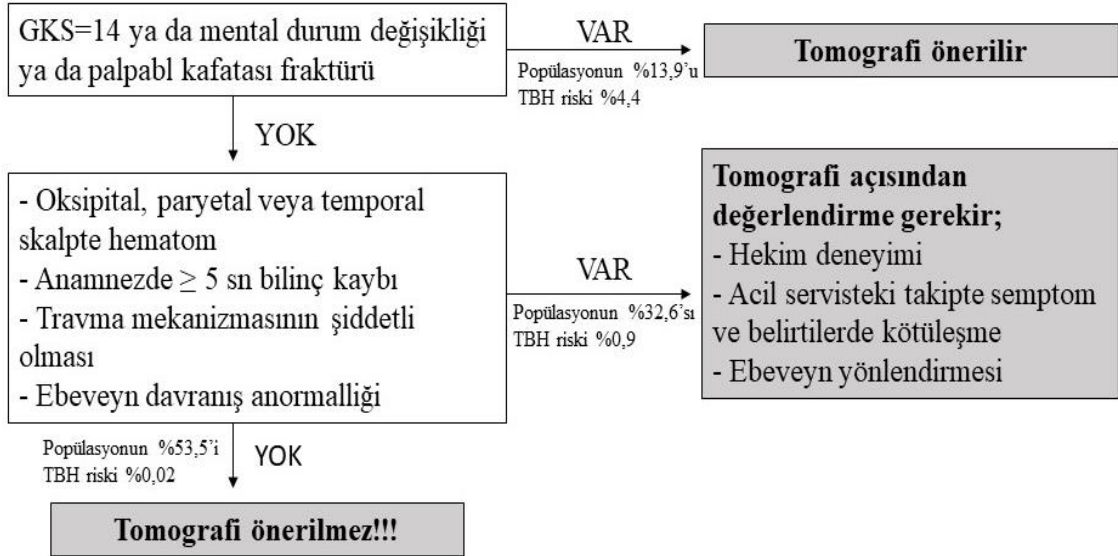 GKS=14 ya da mental durum değişikliği
ya da palpabl kafatası fraktürü
VAR
Popülasyonun %13,9’u
TBH riski %4,4
Tomografi önerilir
YOK
- Oksipital, paryetal veya temporal
skalpte hematom
- Anamnezde ≥ 5 sn bilinç kaybı
- Travma mekanizmasının şiddetli
olması
- Ebeveyn davranış anormalliği
VAR
Popülasyonun %32,6’sı
TBH riski %0,9
Tomografi açısından
değerlendirme gerekir;
- Hekim deneyimi
- Acil servisteki takipte semptom
ve belirtilerde kötüleşme
- Ebeveyn yönlendirmesi
Popülasyonun %53,5’i
TBH riski %0,02
YOK
Tomografi önerilmez!!!